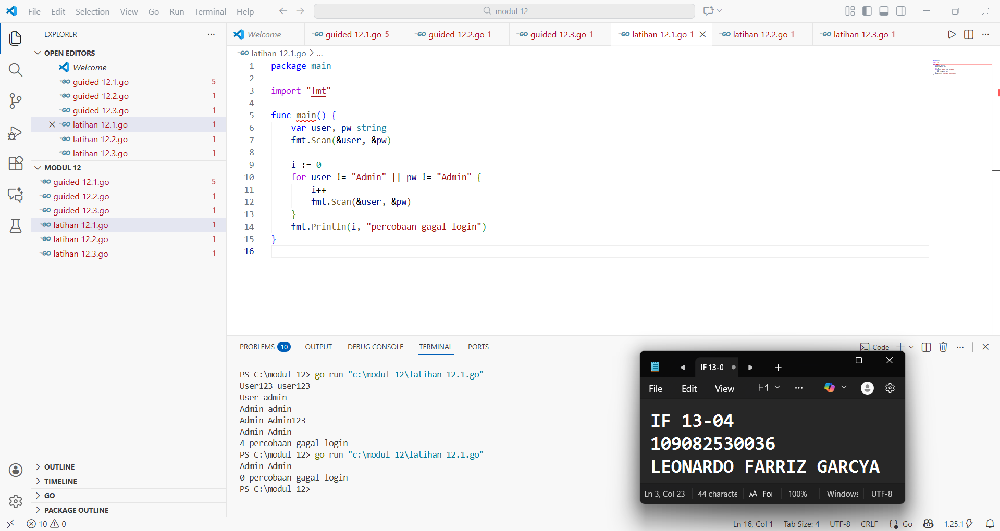 File Edit Selection View Go Run Terminal Help
modul 12
EXPLORER
OPEN EDITORS
Welcome
guided 12.1.go 5
guided 12.2.go 1
guided 12.3.go 1
latihan 12.1.go 1
latihan 12.2.go 1
latihan 12.3.go 1
MODUL 12
guided 12.1.go 5
guided 12.2.go 1
guided 12.3.go 1
latihan 12.1.go 1
latihan 12.2.go 1
latihan 12.3.go 1
OUTLINE
TIMELINE
GO
PACKAGE OUTLINE
Welcome guided 12.1.go 5 guided 12.2.go 1 guided 12.3.go 1 latihan 12.1.go 1 latihan 12.2.go 1 latihan 12.3.go 1
latihan 12.1.go > ...
1 package main
2
3 import "fmt"
4
5 func main() {
6 var user, pw string
7 fmt.Scan(&user, &pw)
8
9 i := 0
10 for user != "Admin" || pw != "Admin" {
11 i++
12 fmt.Scan(&user, &pw)
13 }
14 fmt.Println(i, "percobaan gagal login")
15 }
16
PROBLEMS 10 OUTPUT DEBUG CONSOLE TERMINAL PORTS
Code
PS C:\modul 12> go run "c:\modul 12\latihan 12.1.go"
User123 user123
User admin
Admin admin
Admin Admin123
Admin Admin
4 percobaan gagal login
PS C:\modul 12> go run "c:\modul 12\latihan 12.1.go"
Admin Admin
0 percobaan gagal login
PS C:\modul 12>
IF 13-0
File Edit View H1
IF 13-04
109082530036
LEONARDO FARRIZ GARCYA
Ln 3, Col 23 44 characte For 100% Windows UTF-8
10 0
Ln 16, Col 1 Tab Size: 4 UTF-8 CRLF Go 1.25.1